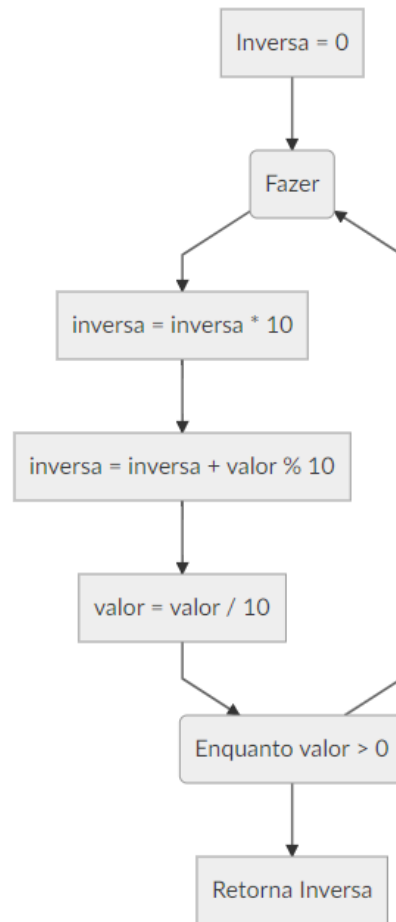 Inversa = 0
Fazer
inversa = inversa * 10
inversa = inversa + valor % 10
valor = valor / 10
Enquanto valor > 0
Retorna Inversa